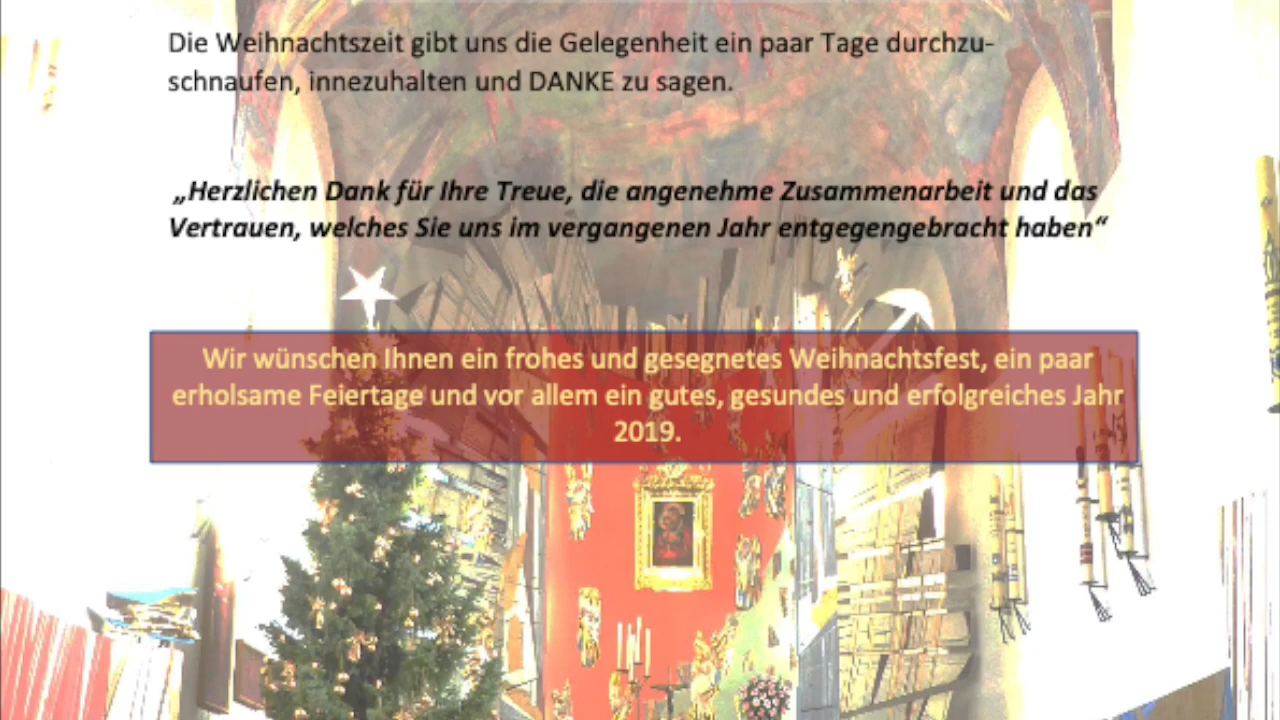 Die Weihnachtszeit gibt uns die Gelegenheit ein paar Tage durchzu-
schnaufen, innezuhalten und DANKE zu sagen.
„Herzlichen Dank für Ihre Treue, die angenehme Zusammenarbeit und das
Vertrauen, welches Sie uns im vergangenen Jahr entgegengebracht haben“
Wir wünschen Ihnen ein frohes und gesegnetes Weihnachtsfest, ein paar
erholsame Feiertage und vor allem ein gutes, gesundes und erfolgreiches Jahr
2019.